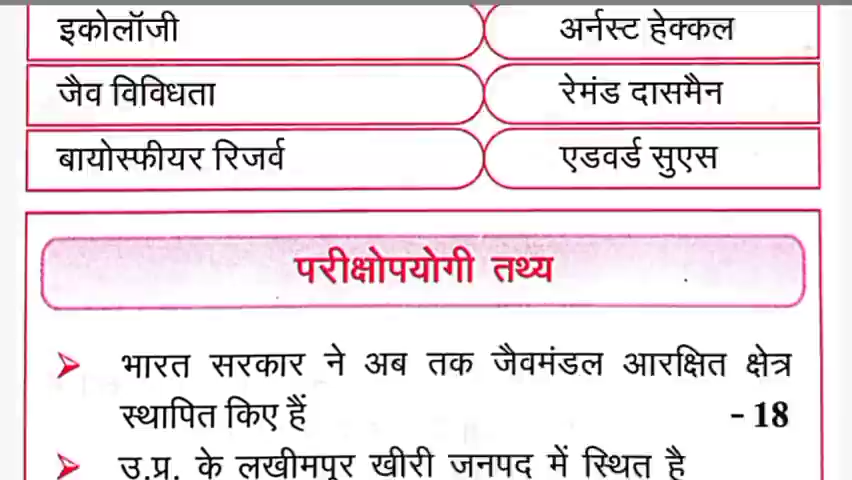 इकोलॉजी अर्नस्ट हेक्कल
जैव विविधता रेमंड दासमैन
बायोस्फीयर रिजर्व एडवर्ड सुएस
परीक्षोपयोगी तथ्य
भारत सरकार ने अब तक जैवमंडल आरक्षित क्षेत्र
स्थापित किए हैं - 18
उ.प्र. के लखीमपुर खीरी जनपद में स्थित है